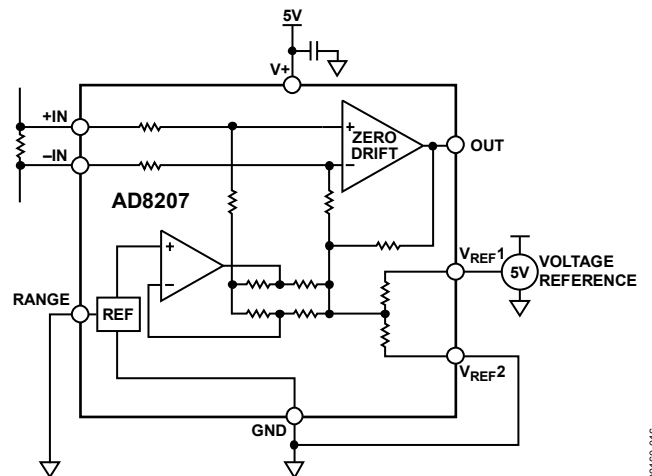 5V
V+
+IN
–IN
+
–
ZERO
DRIFT
OUT
AD8207
+
–
VREF1
5V
VOLTAGE
REFERENCE
RANGE
REF
VREF2
GND